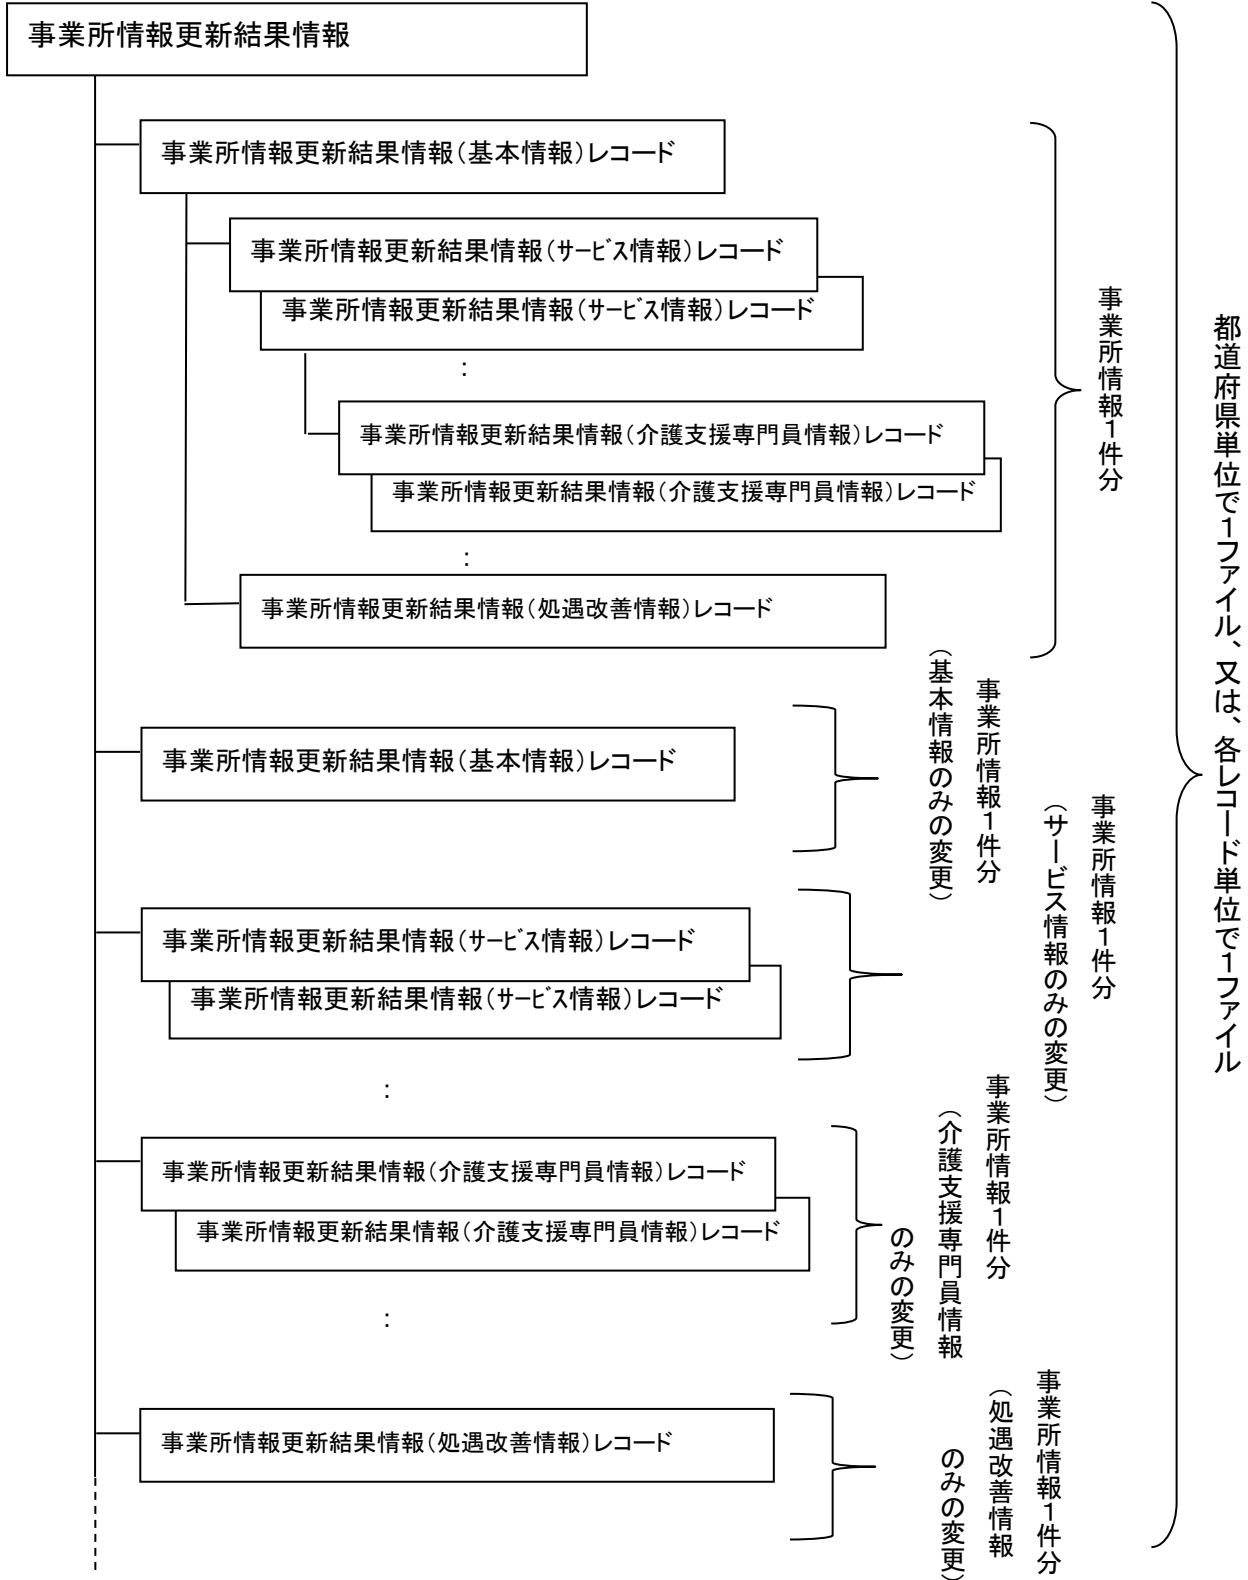 事業所情報更新結果情報
事業所情報更新結果情報（基本情報）レコード
事業所情報更新結果情報（ｻｰﾋﾞｽ情報）レコード
事業所情報更新結果情報（ｻｰﾋﾞｽ情報）レコード
：
事業所情報更新結果情報（介護支援専門員情報）レコード
事業所情報更新結果情報（介護支援専門員情報）レコード
：
事業所情報更新結果情報（処遇改善情報）レコード
事業所情報１件分
事業所情報更新結果情報（基本情報）レコード
事業所情報１件分
（基本情報のみの変更）
事業所情報更新結果情報（ｻｰﾋﾞｽ情報）レコード
事業所情報更新結果情報（ｻｰﾋﾞｽ情報）レコード
：
事業所情報１件分
（サービス情報のみの変更）
事業所情報更新結果情報（介護支援専門員情報）レコード
事業所情報更新結果情報（介護支援専門員情報）レコード
：
事業所情報１件分
（介護支援専門員情報
のみの変更）
事業所情報更新結果情報（処遇改善情報）レコード
事業所情報１件分
（処遇改善情報
のみの変更）
都道府県単位で１ファイル、又は、各レコード単位で１ファイル